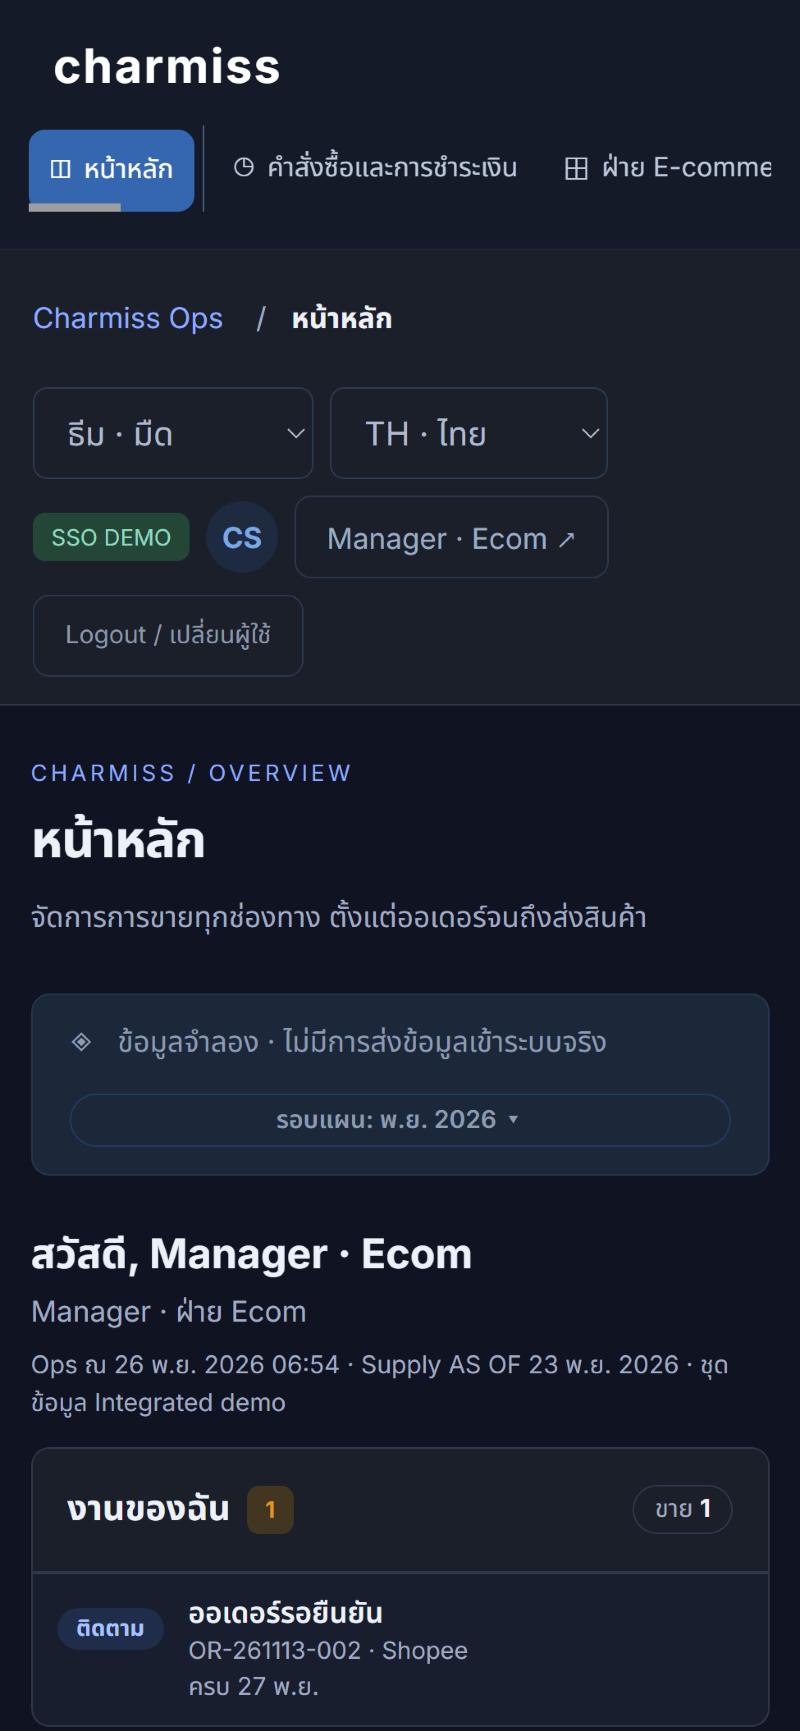 charmiss
หน้าหลัก คำสั่งซื้อและการชำระเงิน ฝ่าย E-comme
Charmiss Ops / หน้าหลัก
ธีม · มืด TH · ไทย
SSO DEMO CS Manager · Ecom ↗
Logout / เปลี่ยนผู้ใช้
CHARMISS / OVERVIEW
หน้าหลัก
จัดการการขายทุกช่องทาง ตั้งแต่ออเดอร์จนถึงส่งสินค้า
◈ ข้อมูลจำลอง · ไม่มีการส่งข้อมูลเข้าระบบจริง
รอบแผน: พ.ย. 2026 ▾
สวัสดี, Manager · Ecom
Manager · ฝ่าย Ecom
Ops ณ 26 พ.ย. 2026 06:54 · Supply AS OF 23 พ.ย. 2026 · ชุด
ข้อมูล Integrated demo
งานของฉัน 1 ขาย 1
ติดตาม ออเดอร์รอยืนยัน
OR-261113-002 · Shopee
ครบ 27 พ.ย.